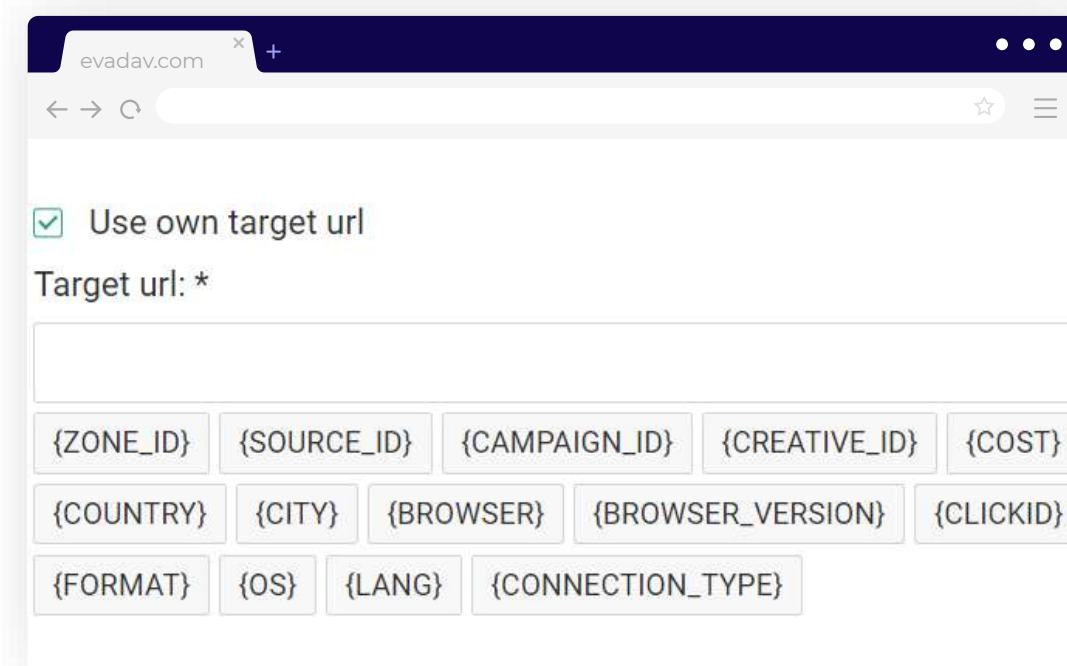 evadav.com
Use own target url
Target url: *
{ZONE_ID} {SOURCE_ID} {CAMPAIGN_ID} {CREATIVE_ID} {COST}
{COUNTRY} {CITY} {BROWSER} {BROWSER_VERSION} {CLICKID}
{FORMAT} {OS} {LANG} {CONNECTION_TYPE}